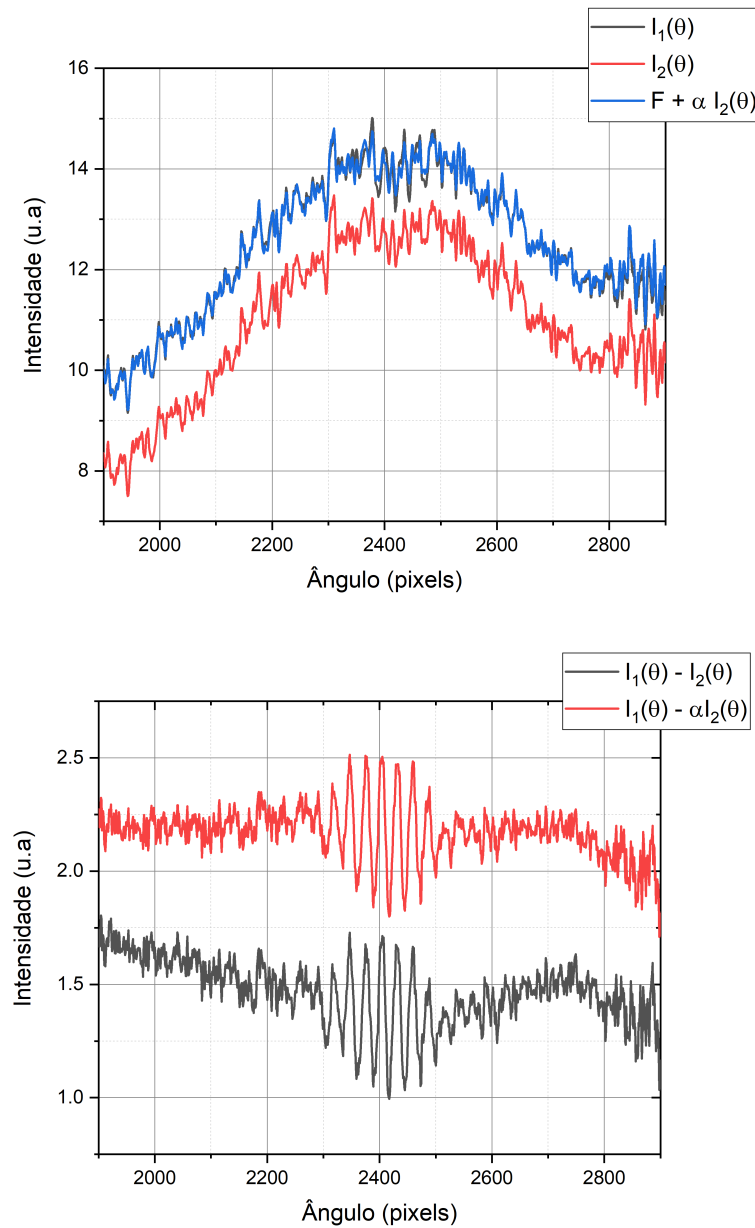 I₁(θ)
I₂(θ)
F + α I₂(θ)
16
14
12
10
8
Intensidade (u.a)
2000 2200 2400 2600 2800
Ângulo (pixels)
I₁(θ) - I₂(θ)
I₁(θ) - αI₂(θ)
2.5
2.0
1.5
1.0
Intensidade (u.a)
2000 2200 2400 2600 2800
Ângulo (pixels)